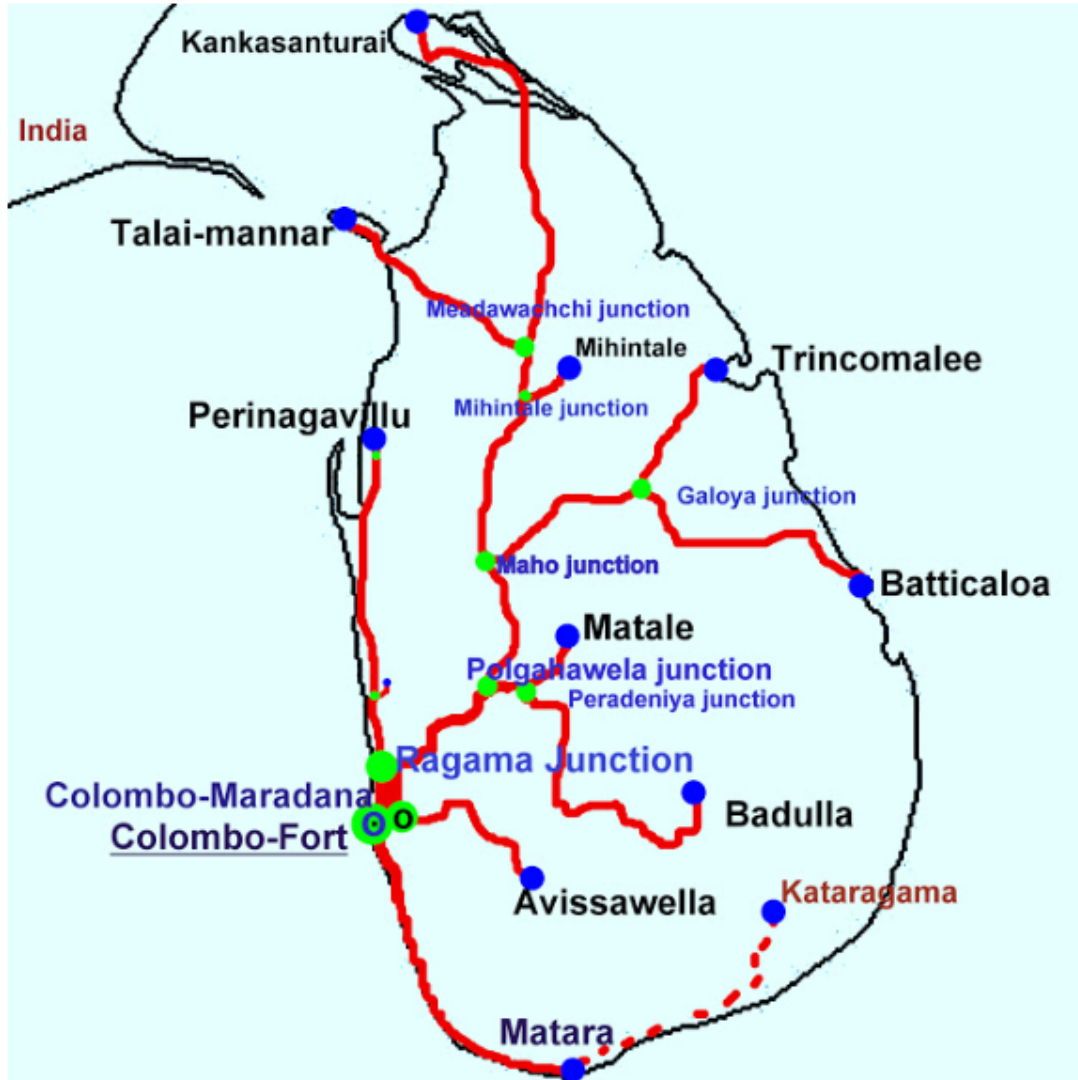 Kankasanturai
India
Talai-mannar
Meadawachchi junction
Mihintale
Trincomalee
Mihintale junction
Perinagavillu
Galoya junction
Maho junction
Batticaloa
Matale
Polgahawela junction
Peradeniya junction
Ragama Junction
Colombo-Maradana
Colombo-Fort
O
O
Badulla
Kataragama
Avissawella
Matara